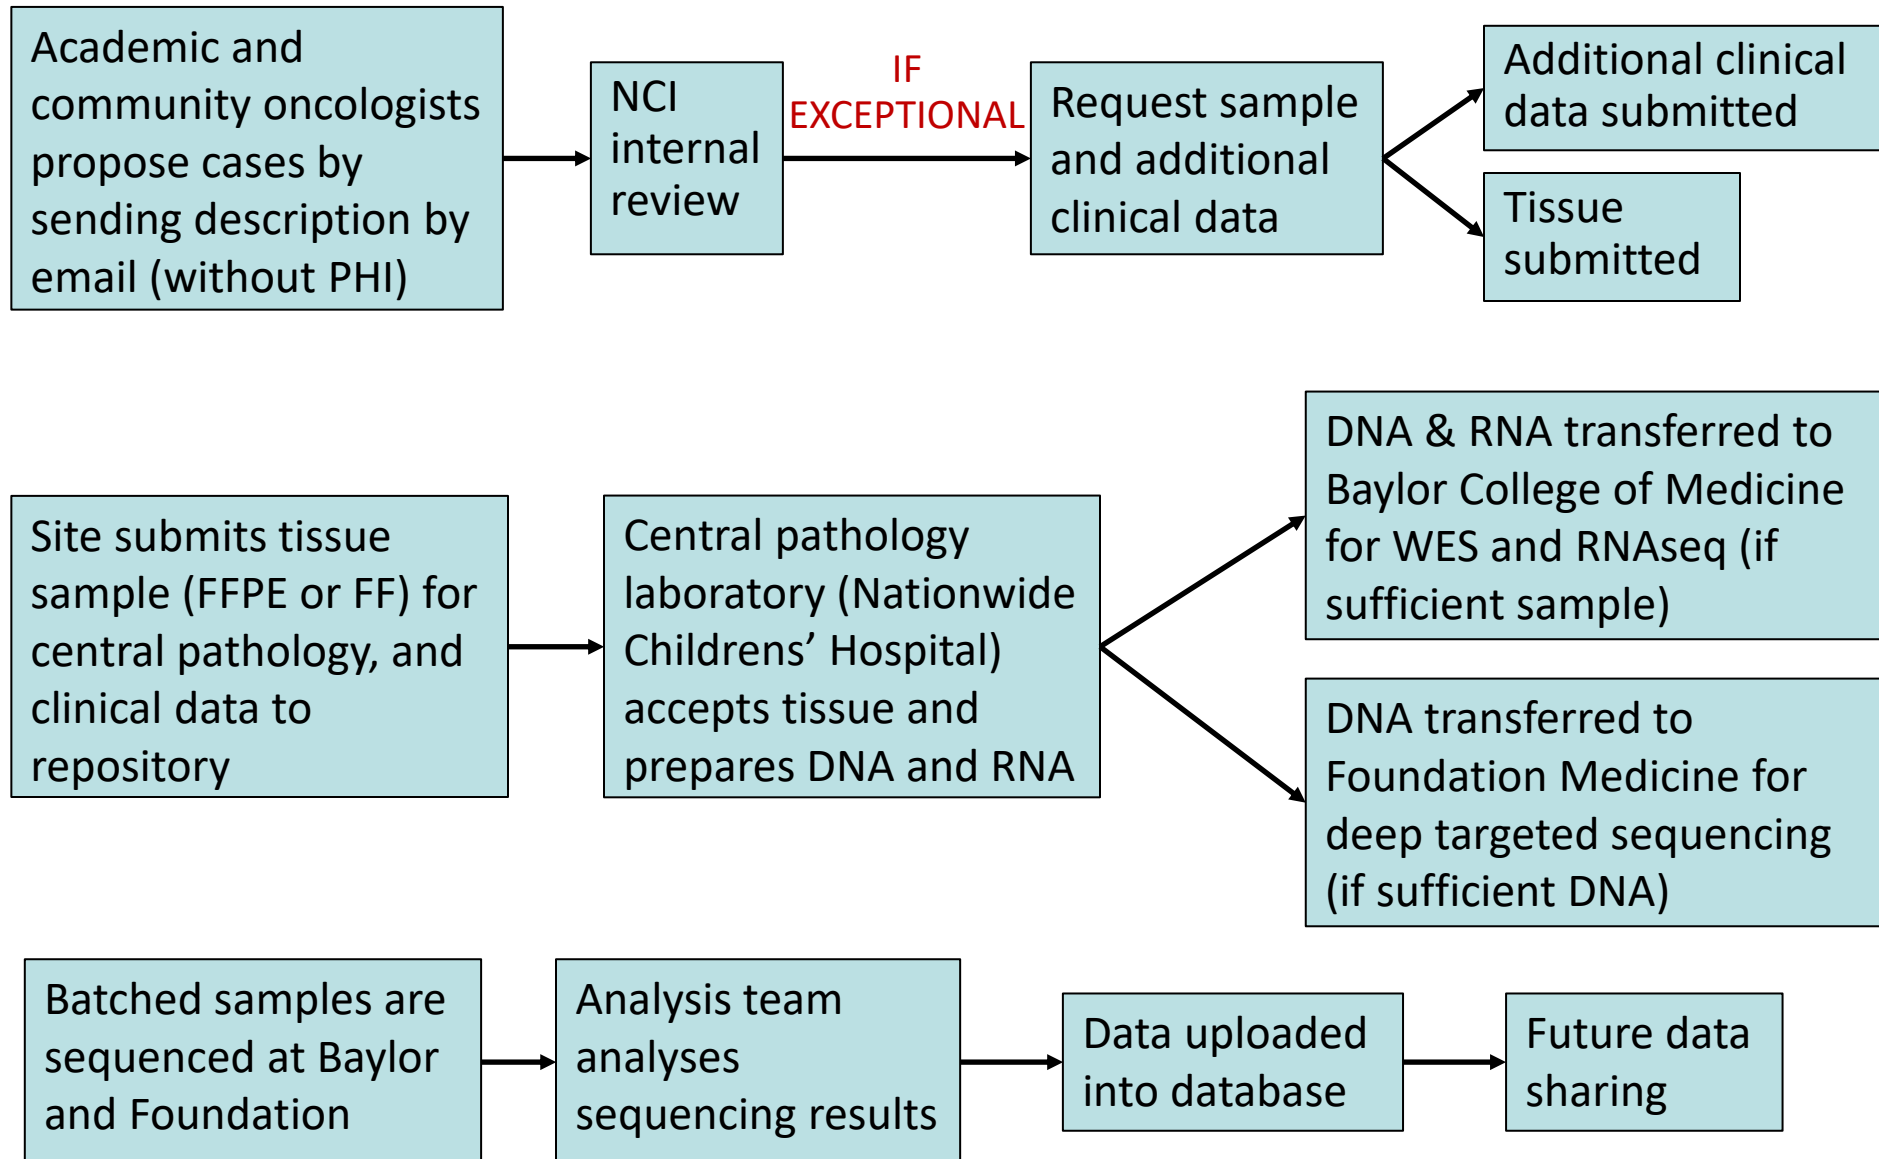 Academic and
community oncologists
propose cases by
sending description by
email (without PHI)
NCI
internal
review
IF
EXCEPTIONAL
Request sample
and additional
clinical data
Additional clinical
data submitted
Tissue
submitted
Site submits tissue
sample (FFPE or FF) for
central pathology, and
clinical data to
repository
Central pathology
laboratory (Nationwide
Childrens’ Hospital)
accepts tissue and
prepares DNA and RNA
DNA & RNA transferred to
Baylor College of Medicine
for WES and RNAseq (if
sufficient sample)
DNA transferred to
Foundation Medicine for
deep targeted sequencing
(if sufficient DNA)
Batched samples are
sequenced at Baylor
and Foundation
Analysis team
analyses
sequencing results
Data uploaded
into database
Future data
sharing